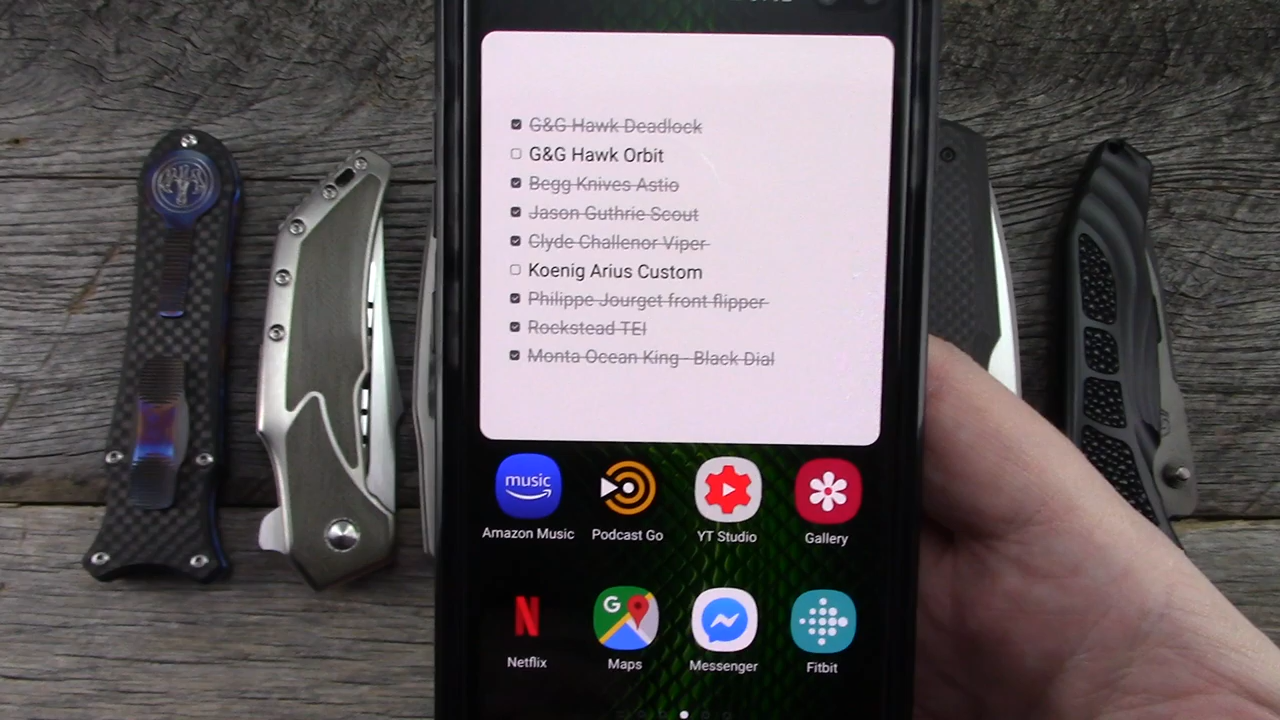 G&G Hawk Deadlock
G&G Hawk Orbit
Begg Knives Astio
Jason Guthrie Scout
Clyde Challenor Viper
Koenig Arius Custom
Philippe Jourget front flipper
Rockstead TEI
Monta Ocean King- Black Dial
music
Amazon Music
Podcast Go
YT Studio
Gallery
N
G
Netflix
Maps
Messenger
Fitbit